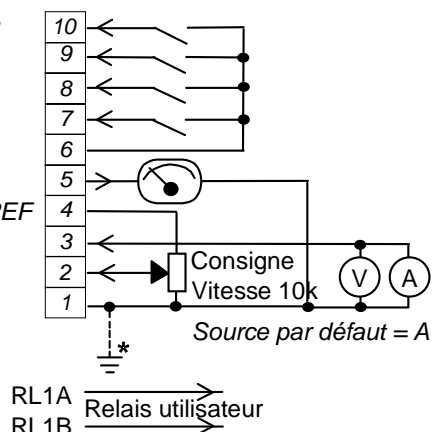 10
9
8
7
6
5
EF 4
3
2
1
Consigne
Vitesse 10k
V A
Source par défaut = A
*
RL1A
Relais utilisateur
RL1B